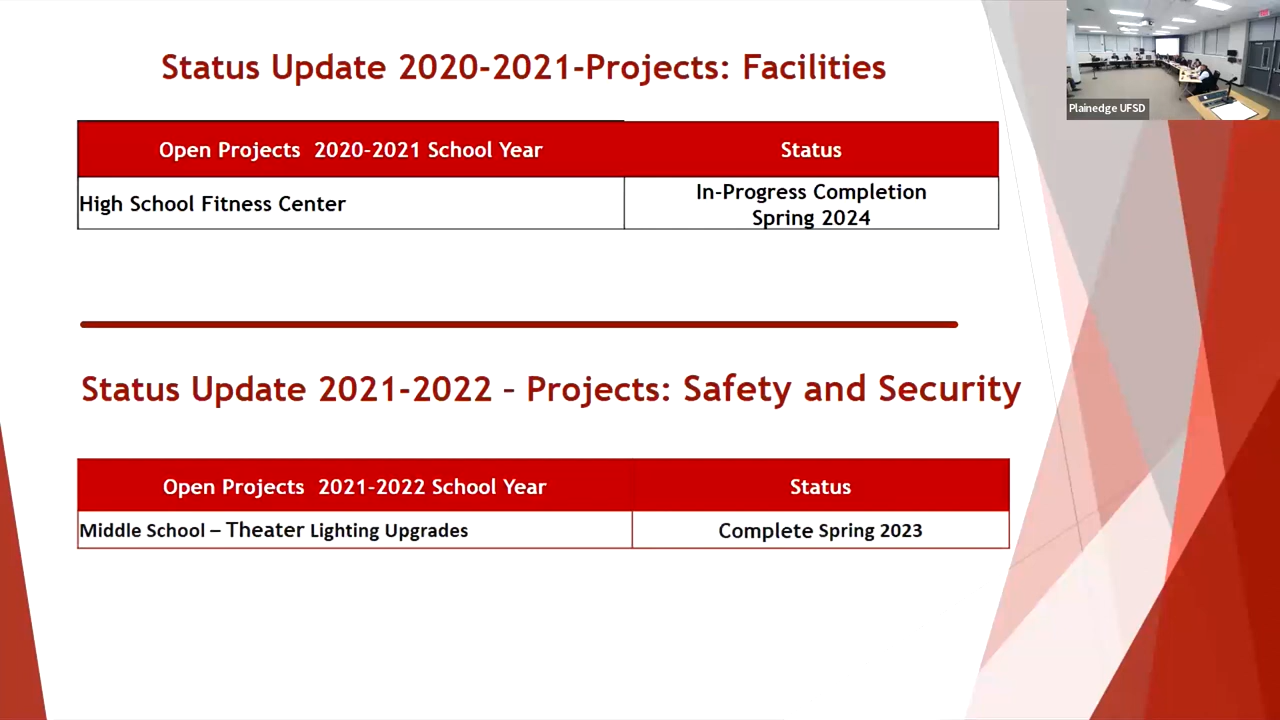 Status Update 2020-2021-Projects: Facilities
Plainedge UFSD
Open Projects 2020-2021 School Year
Status
High School Fitness Center
In-Progress Completion
Spring 2024
Status Update 2021-2022 – Projects: Safety and Security
Open Projects 2021-2022 School Year
Status
Middle School – Theater Lighting Upgrades
Complete Spring 2023